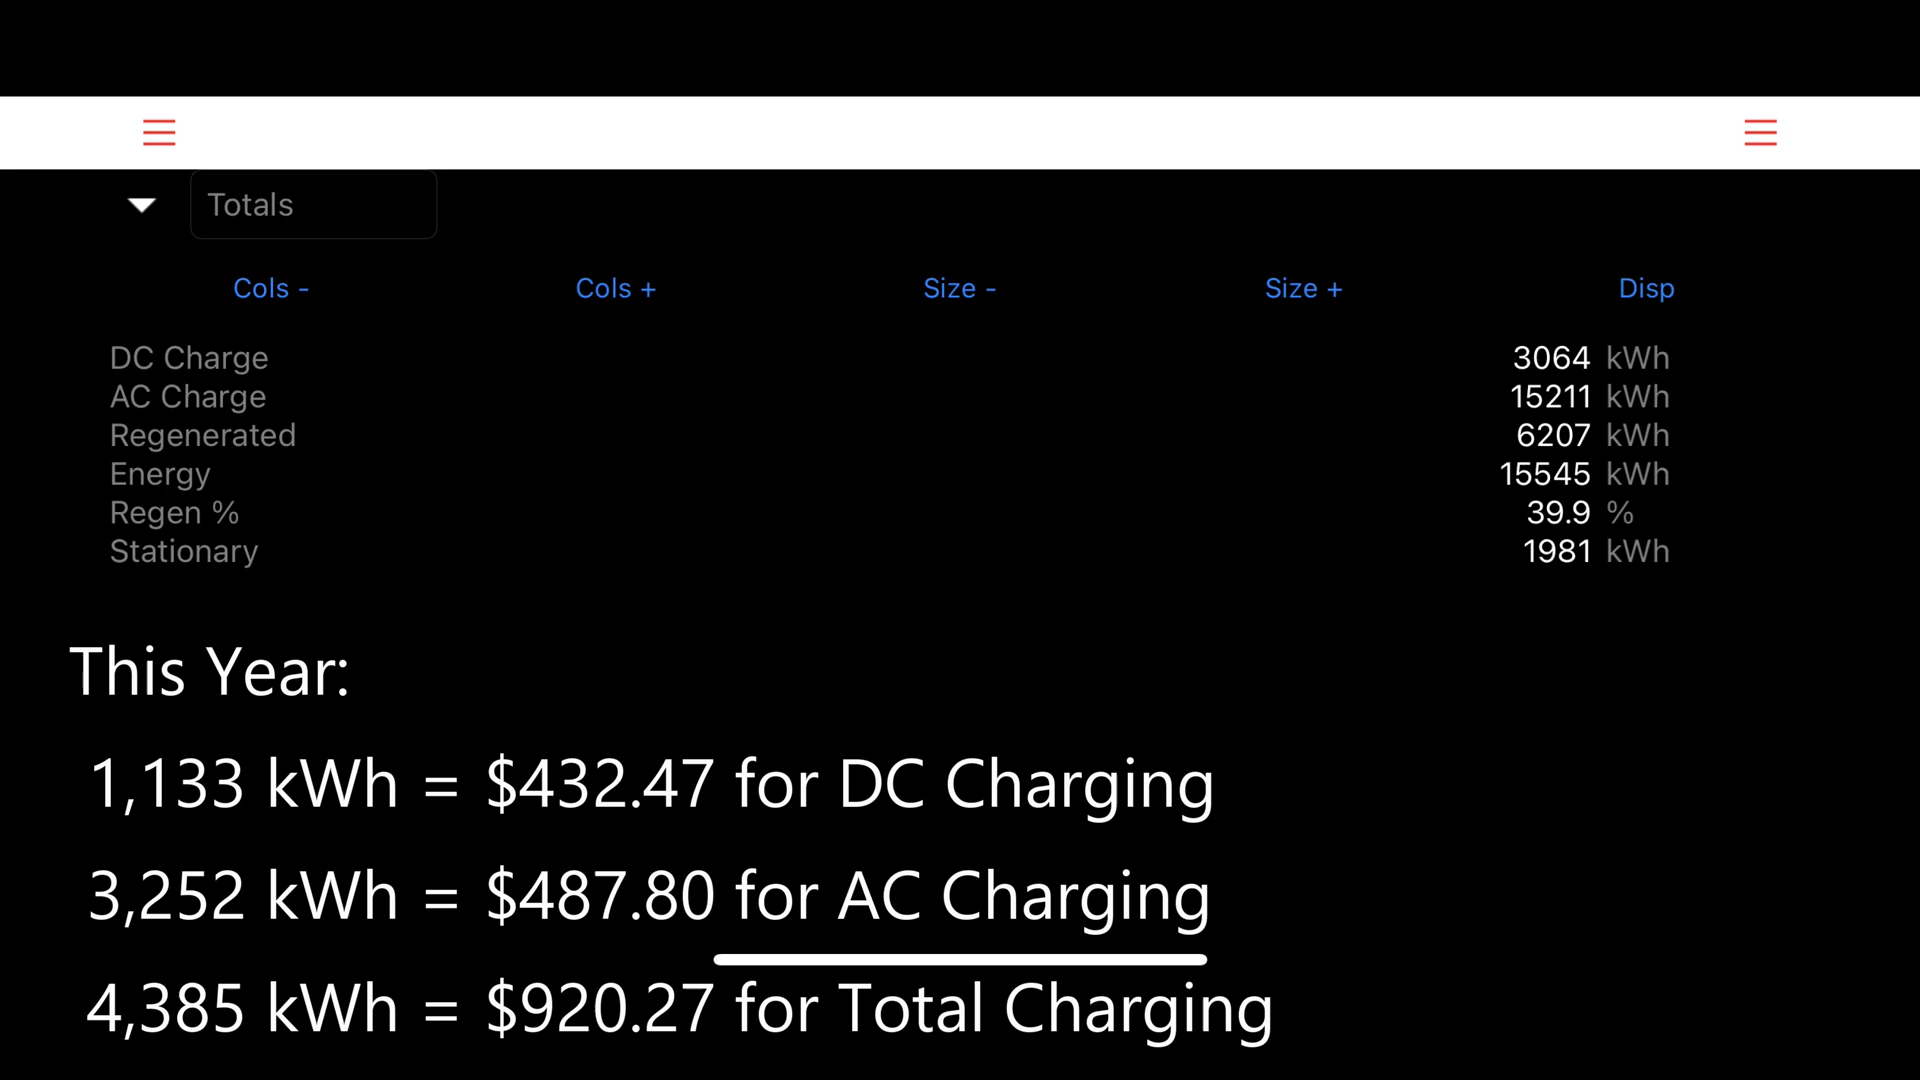 Totals
Cols - Cols + Size - Size + Disp
DC Charge 3064 kWh
AC Charge 15211 kWh
Regenerated 6207 kWh
Energy 15545 kWh
Regen % 39.9 %
Stationary 1981 kWh
This Year:
1,133 kWh = $432.47 for DC Charging
3,252 kWh = $487.80 for AC Charging
4,385 kWh = $920.27 for Total Charging